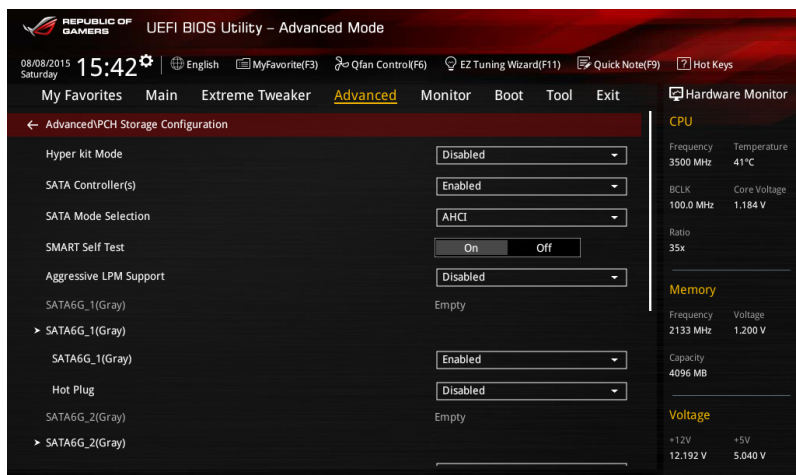 REPUBLIC OF
GAMERS
UEFI BIOS Utility – Advanced Mode
08/08/2015
Saturday
15:42
English
MyFavorite(F3)
Qfan Control(F6)
EZ Tuning Wizard(F11)
Quick Note(F9)
? Hot Keys
My Favorites Main Extreme Tweaker Advanced Monitor Boot Tool Exit
Hardware Monitor
← Advanced\PCH Storage Configuration
Hyper kit Mode Disabled
SATA Controller(s) Enabled
SATA Mode Selection AHCI
SMART Self Test On Off
Aggressive LPM Support Disabled
SATA6G_1(Gray) Empty
> SATA6G_1(Gray)
SATA6G_1(Gray) Enabled
Hot Plug Disabled
SATA6G_2(Gray) Empty
> SATA6G_2(Gray)
CPU
Frequency Temperature
3500 MHz 41°C
BCLK Core Voltage
100.0 MHz 1.184 V
Ratio
35x
Memory
Frequency Voltage
2133 MHz 1.200 V
Capacity
4096 MB
Voltage
+12V +5V
12.192 V 5.040 V